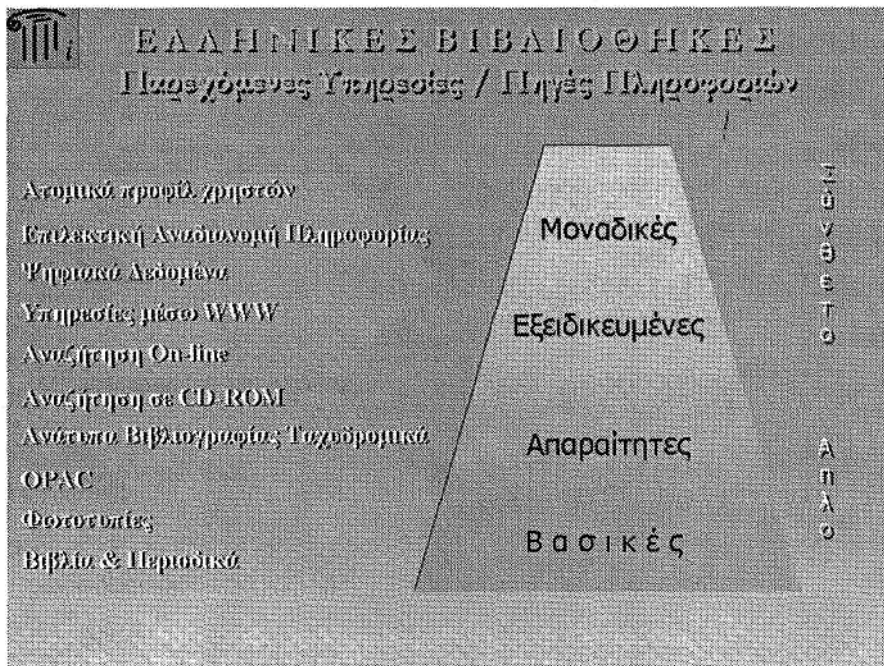 ΕΛΛΗΝΙΚΕΣ ΒΙΒΛΙΟΘΗΚΕΣ
Παρεχόμενες Υπηρεσίες / Πηγές Πληροφοριών
Ατομικά προφίλ χρηστών
Επιλεκτική Αναδιανομή Πληροφορίας
Ψηφιακά Δεδομένα
Υπηρεσίες μέσω WWW
Αναζήτηση On-line
Αναζήτηση σε CD-ROM
Ανάτυπα Βιβλιογραφίας Ταχυδρομικά
OPAC
Φωτοτυπίες
Βιβλία & Περιοδικά
Μοναδικές
Εξειδικευμένες
Απαραίτητες
Βασικές
Σύνθετο
Απλό